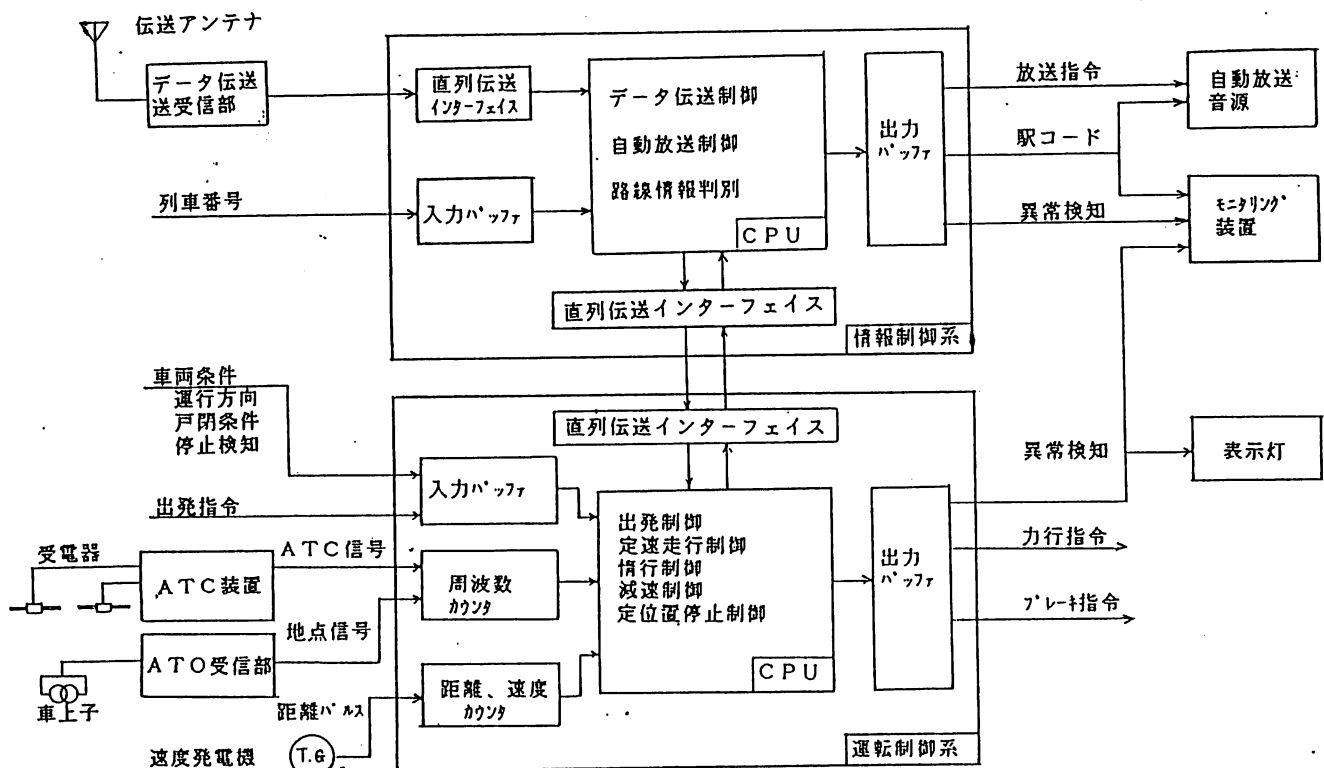 伝送アンテナ
データ伝送
送受信部
直列伝送
インターフェイス
データ伝送制御
自動放送制御
路線情報判別
CPU
出力
バッファ
放送指令
駅コード
異常検知
自動放送
音源
モニタリング
装置
列車番号
入力バッファ
直列伝送インターフェイス
情報制御系
車両条件
運行方向
戸閉条件
停止検知
出発指令
直列伝送インターフェイス
入力バッファ
出発制御
定速走行制御
惰行制御
減速制御
定位置停止制御
CPU
出力
バッファ
異常検知
表示灯
力行指令
ブレーキ指令
受電器
ATC装置
ATC信号
周波数
カウンタ
地点信号
ATO受信部
車上子
距離、速度
カウンタ
距離パルス
速度発電機
T.G
運転制御系